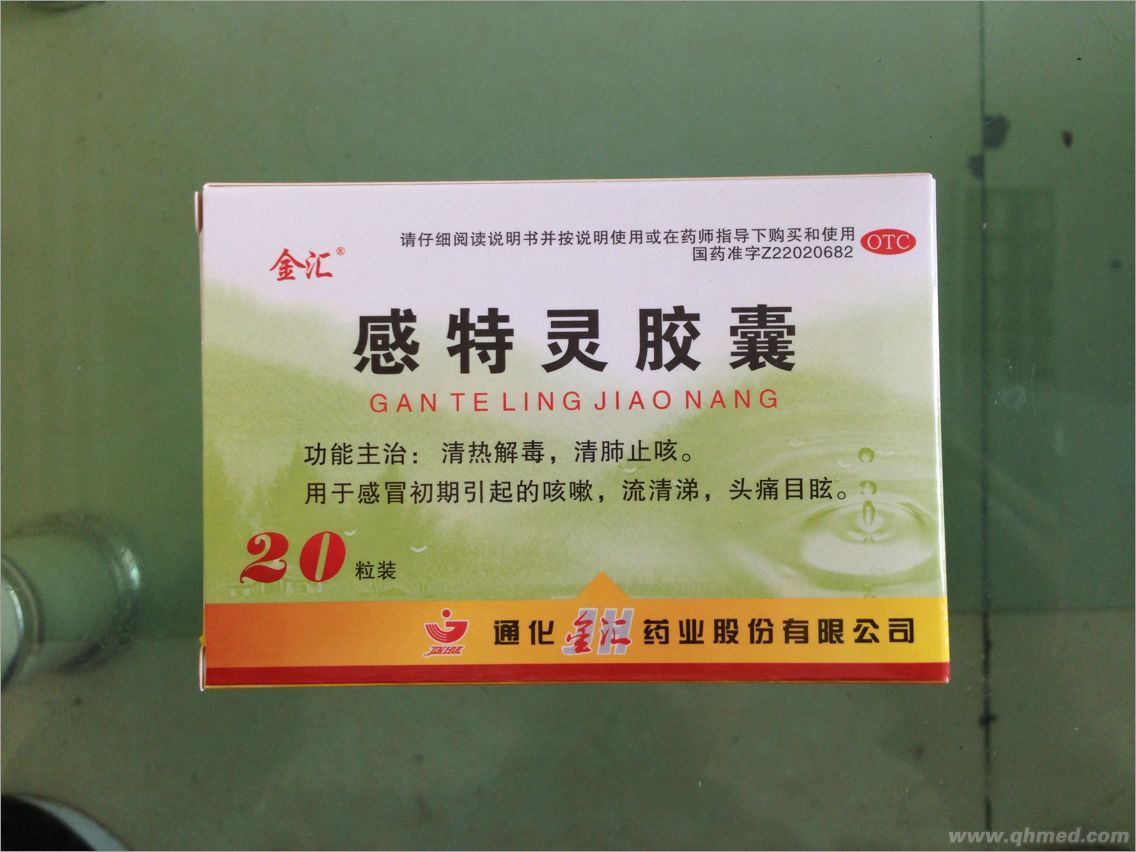 请仔细阅读说明书并按说明使用或在药师指导下购买和使用
国药准字Z22020682
OTC
金汇®
感特灵胶囊
GAN TE LING JIAO NANG
功能主治：清热解毒，清肺止咳。
用于感冒初期引起的咳嗽，流清涕，头痛目眩。
20粒装
JINHUI 通化金汇药业股份有限公司
www.qhmed.com